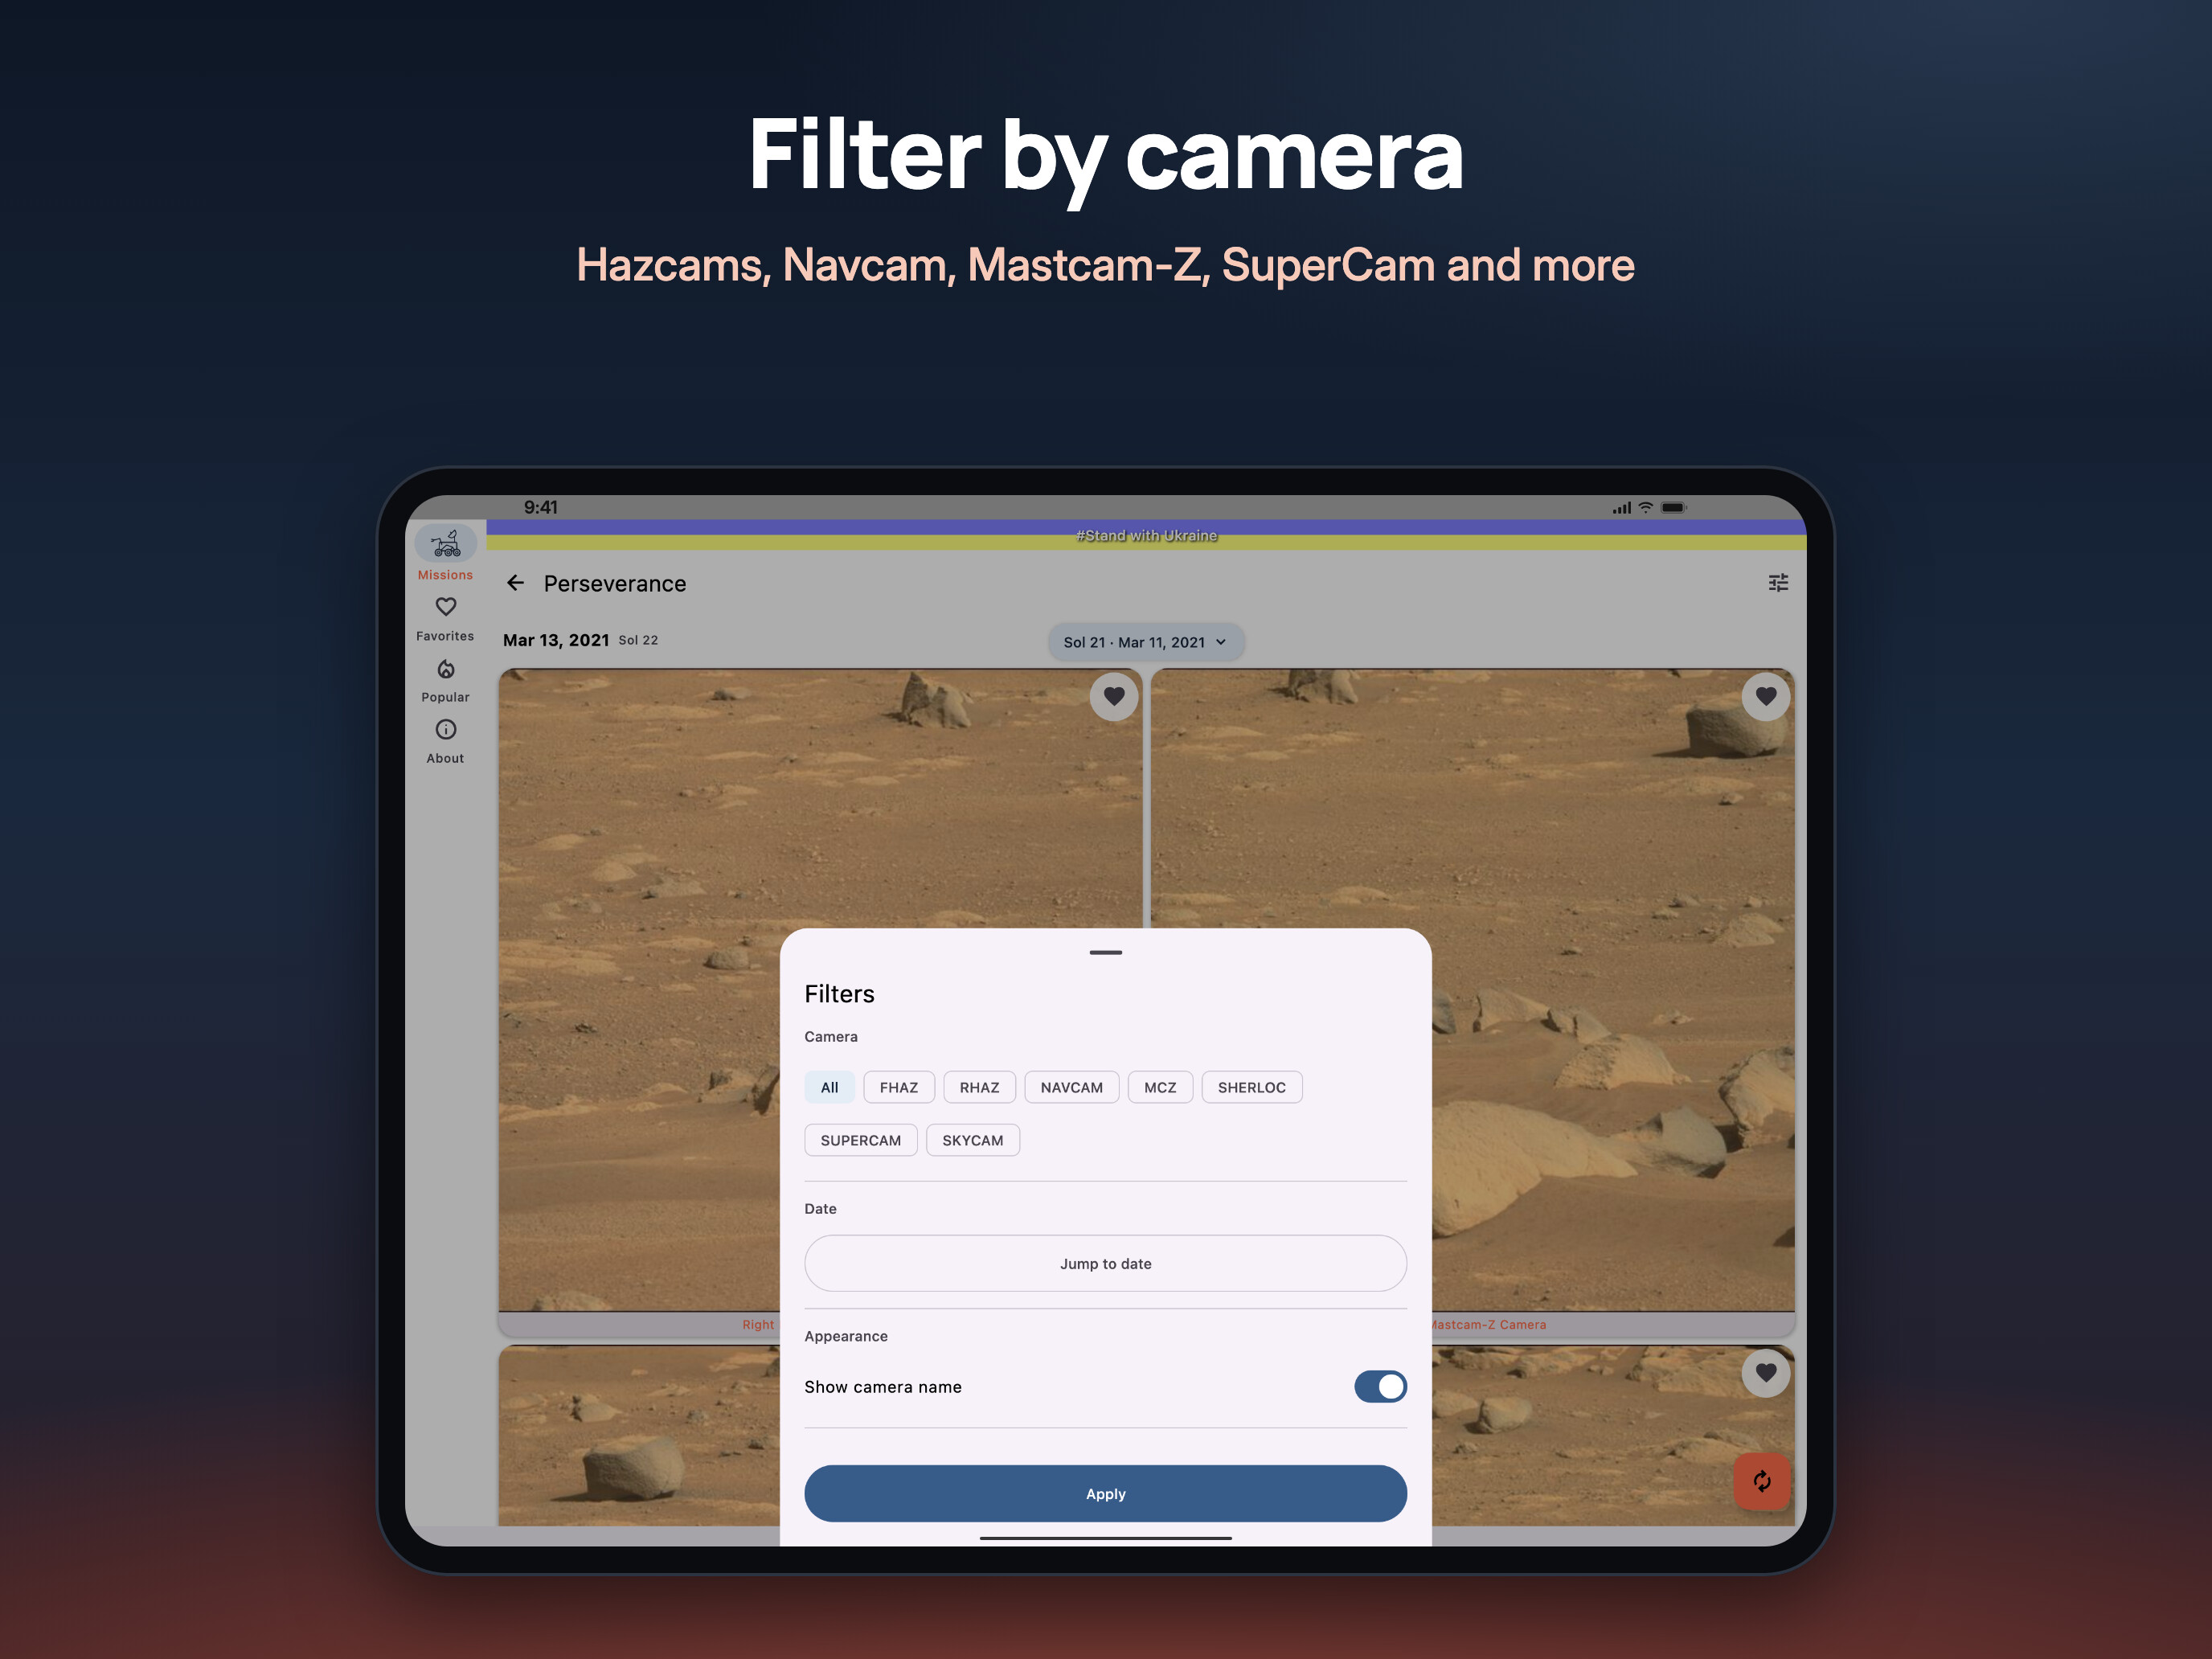 Filter by camera
Hazcams, Navcam, Mastcam-Z, SuperCam and more
9:41
#Stand with Ukraine
Missions
Favorites
Popular
About
Perseverance
Mar 13, 2021 Sol 22
Sol 21 · Mar 11, 2021
Filters
Camera
All FHAZ RHAZ NAVCAM MCZ SHERLOC
SUPERCAM SKYCAM
Date
Jump to date
Right
Mastcam-Z Camera
Appearance
Show camera name
Apply